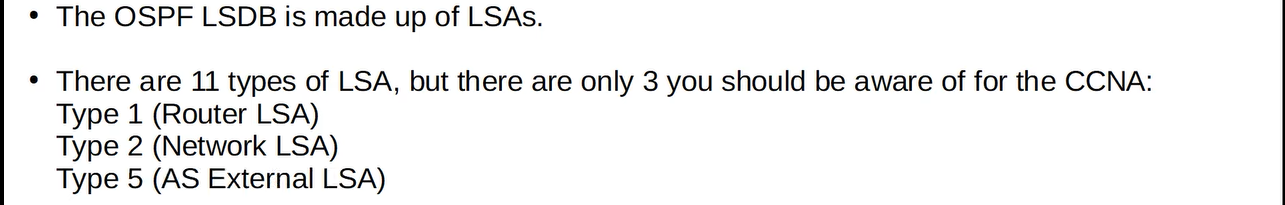 • The OSPF LSDB is made up of LSAs.
• There are 11 types of LSA, but there are only 3 you should be aware of for the CCNA:
Type 1 (Router LSA)
Type 2 (Network LSA)
Type 5 (AS External LSA)